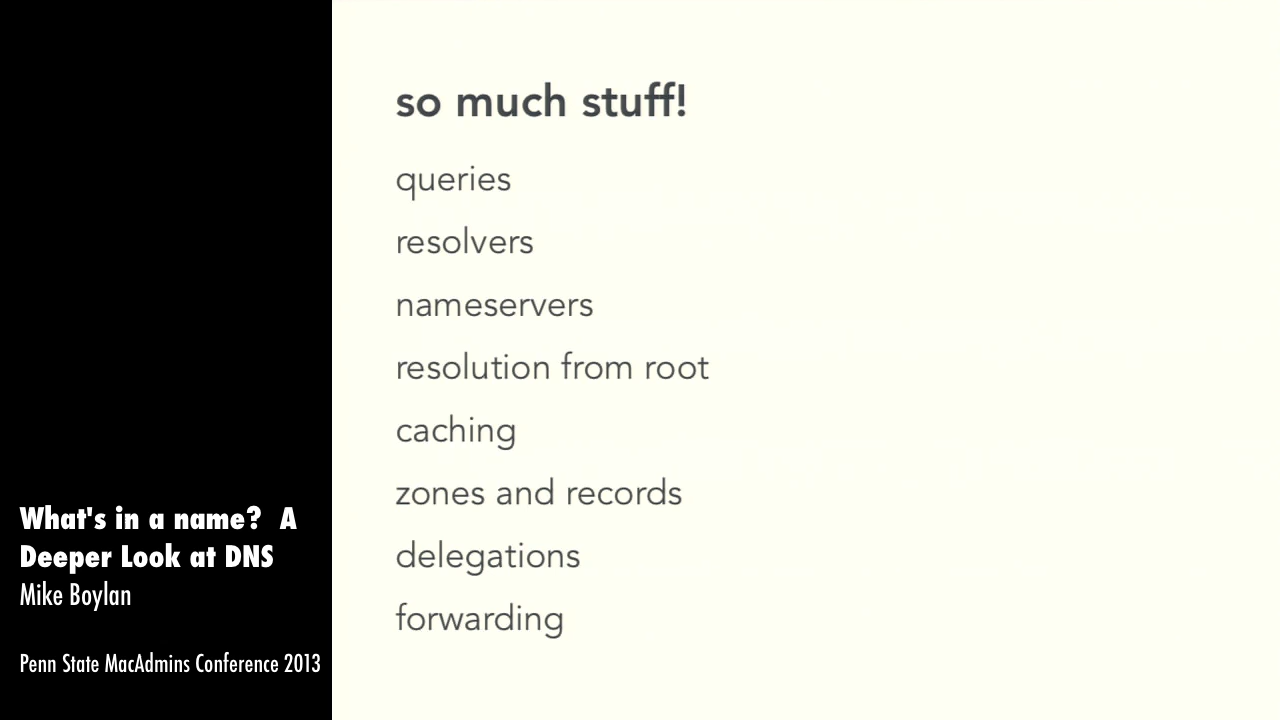 so much stuff!
queries
resolvers
nameservers
resolution from root
caching
zones and records
delegations
forwarding
What's in a name?  A
Deeper Look at DNS
Mike Boylan
Penn State MacAdmins Conference 2013